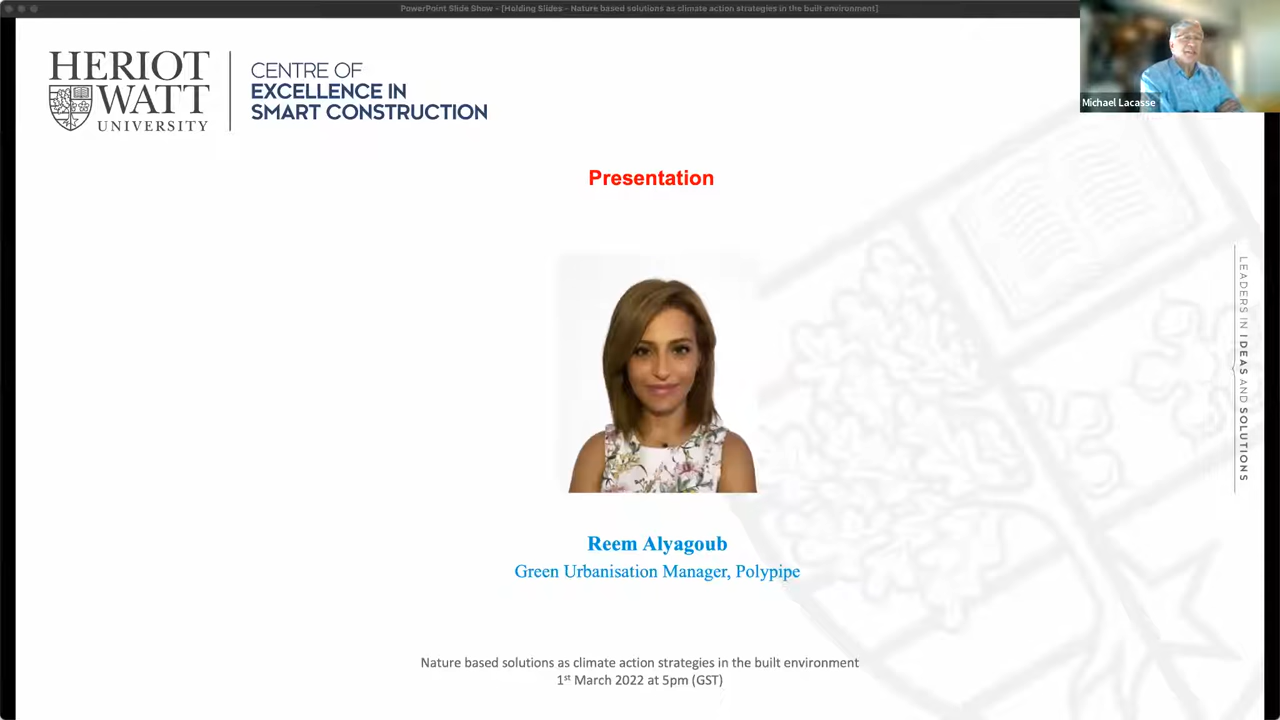 PowerPoint Slide Show - [Holding Slides - Nature based solutions as climate action strategies in the built environment]
HERIOT
WATT
UNIVERSITY
CENTRE OF
EXCELLENCE IN
SMART CONSTRUCTION
Michael Lacasse
Presentation
LEADERS IN IDEAS AND SOLUTIONS
Reem Alyagoub
Green Urbanisation Manager, Polypipe
Nature based solutions as climate action strategies in the built environment
1st March 2022 at 5pm (GST)